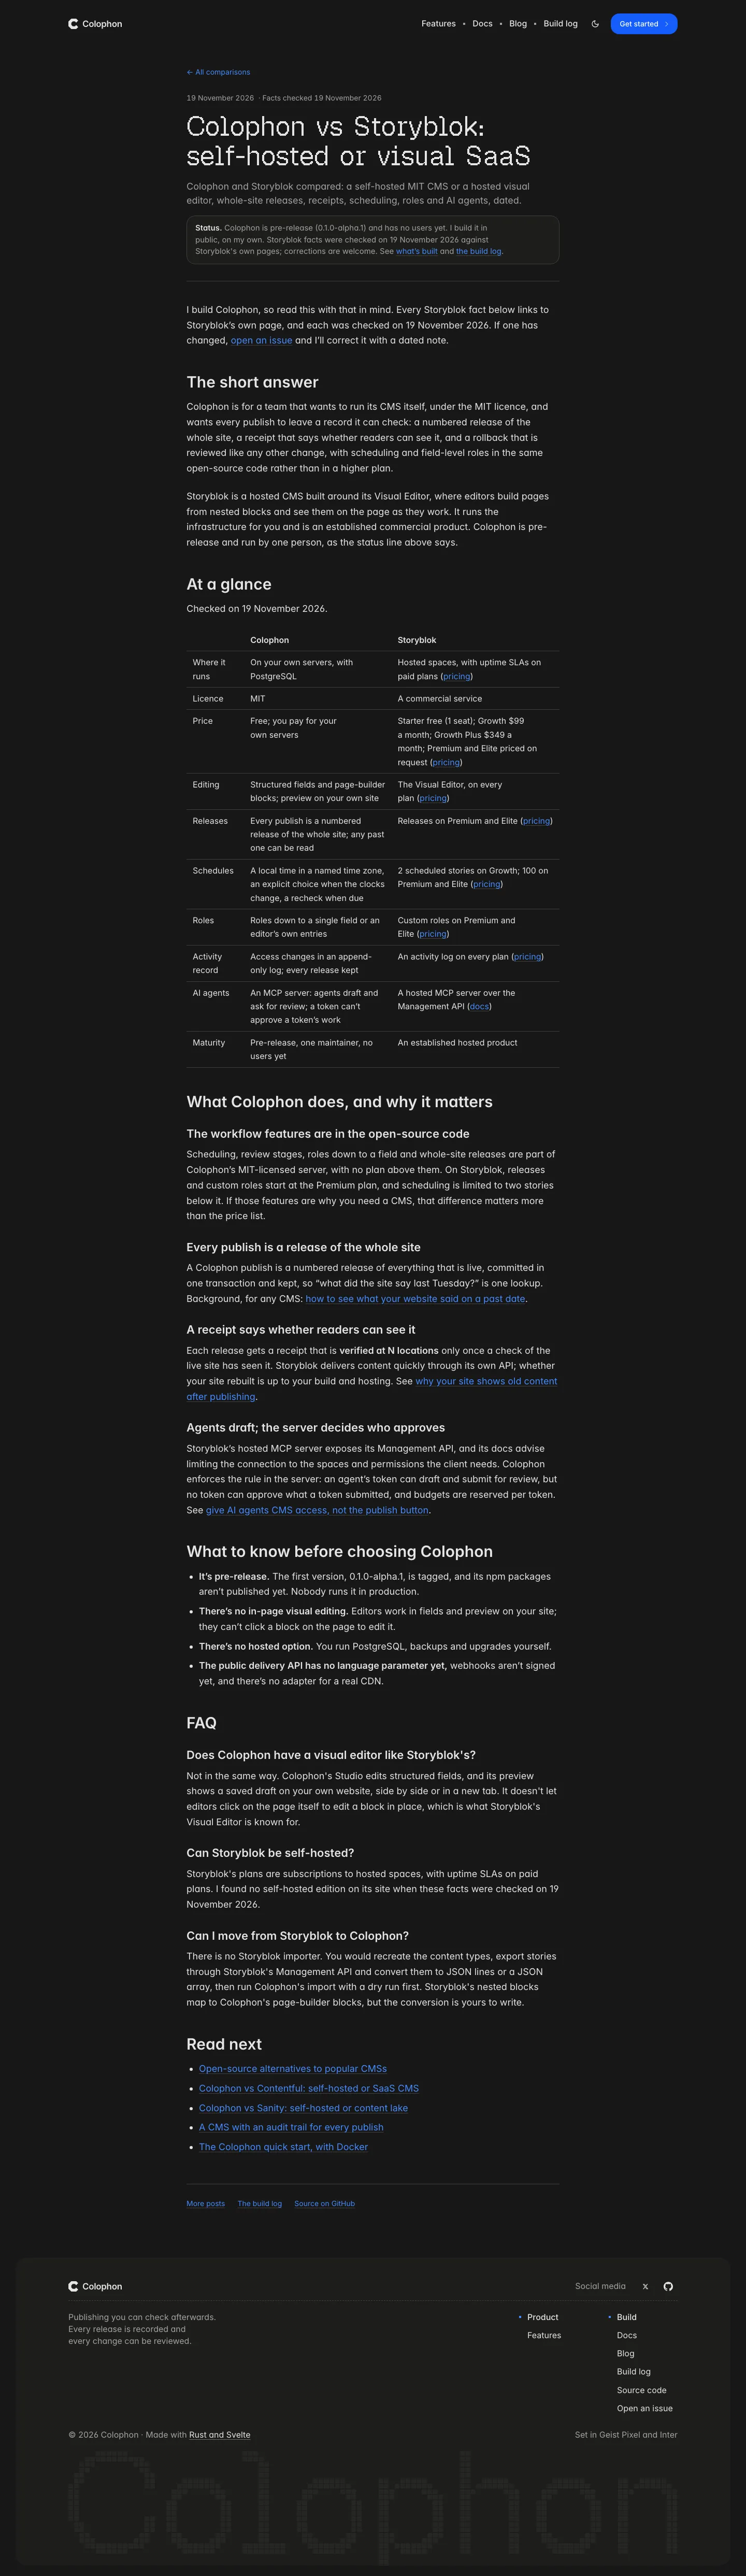 Colophon
Features • Docs • Blog • Build log
Get started
← All comparisons
19 November 2026 · Facts checked 19 November 2026
Colophon vs Storyblok:
self-hosted or visual SaaS
Colophon and Storyblok compared: a self-hosted MIT CMS or a hosted visual
editor, whole-site releases, receipts, scheduling, roles and AI agents, dated.
Status. Colophon is pre-release (0.1.0-alpha.1) and has no users yet. I build it in
public, on my own. Storyblok facts were checked on 19 November 2026 against
Storyblok's own pages; corrections are welcome. See what's built and the build log.
I build Colophon, so read this with that in mind. Every Storyblok fact below links to
Storyblok’s own page, and each was checked on 19 November 2026. If one has
changed, open an issue and I’ll correct it with a dated note.
The short answer
Colophon is for a team that wants to run its CMS itself, under the MIT licence, and
wants every publish to leave a record it can check: a numbered release of the
whole site, a receipt that says whether readers can see it, and a rollback that is
reviewed like any other change, with scheduling and field-level roles in the same
open-source code rather than in a higher plan.
Storyblok is a hosted CMS built around its Visual Editor, where editors build pages
from nested blocks and see them on the page as they work. It runs the
infrastructure for you and is an established commercial product. Colophon is pre-
release and run by one person, as the status line above says.
At a glance
Checked on 19 November 2026.
Colophon
Storyblok
Where it
runs
On your own servers, with
PostgreSQL
Hosted spaces, with uptime SLAs on
paid plans (pricing)
Licence
MIT
A commercial service
Price
Free; you pay for your
own servers
Starter free (1 seat); Growth $99
a month; Growth Plus $349 a
month; Premium and Elite priced on
request (pricing)
Editing
Structured fields and page-builder
blocks; preview on your own site
The Visual Editor, on every
plan (pricing)
Releases
Every publish is a numbered
release of the whole site; any past
one can be read
Releases on Premium and Elite (pricing)
Schedules
A local time in a named time zone,
an explicit choice when the clocks
change, a recheck when due
2 scheduled stories on Growth; 100 on
Premium and Elite (pricing)
Roles
Roles down to a single field or an
editor’s own entries
Custom roles on Premium and
Elite (pricing)
Activity
record
Access changes in an append-
only log; every release kept
An activity log on every plan (pricing)
AI agents
An MCP server: agents draft and
ask for review; a token can’t
approve a token’s work
A hosted MCP server over the
Management API (docs)
Maturity
Pre-release, one maintainer, no
users yet
An established hosted product
What Colophon does, and why it matters
The workflow features are in the open-source code
Scheduling, review stages, roles down to a field and whole-site releases are part of
Colophon’s MIT-licensed server, with no plan above them. On Storyblok, releases
and custom roles start at the Premium plan, and scheduling is limited to two stories
below it. If those features are why you need a CMS, that difference matters more
than the price list.
Every publish is a release of the whole site
A Colophon publish is a numbered release of everything that is live, committed in
one transaction and kept, so “what did the site say last Tuesday?” is one lookup.
Background, for any CMS: how to see what your website said on a past date.
A receipt says whether readers can see it
Each release gets a receipt that is verified at N locations only once a check of the
live site has seen it. Storyblok delivers content quickly through its own API; whether
your site rebuilt is up to your build and hosting. See why your site shows old content
after publishing.
Agents draft; the server decides who approves
Storyblok’s hosted MCP server exposes its Management API, and its docs advise
limiting the connection to the spaces and permissions the client needs. Colophon
enforces the rule in the server: an agent’s token can draft and submit for review, but
no token can approve what a token submitted, and budgets are reserved per token.
See give AI agents CMS access, not the publish button.
What to know before choosing Colophon
• It’s pre-release. The first version, 0.1.0-alpha.1, is tagged, and its npm packages
aren’t published yet. Nobody runs it in production.
• There’s no in-page visual editing. Editors work in fields and preview on your site;
they can’t click a block on the page to edit it.
• There’s no hosted option. You run PostgreSQL, backups and upgrades yourself.
• The public delivery API has no language parameter yet, webhooks aren’t signed
yet, and there’s no adapter for a real CDN.
FAQ
Does Colophon have a visual editor like Storyblok's?
Not in the same way. Colophon's Studio edits structured fields, and its preview
shows a saved draft on your own website, side by side or in a new tab. It doesn't let
editors click on the page itself to edit a block in place, which is what Storyblok's
Visual Editor is known for.
Can Storyblok be self-hosted?
Storyblok's plans are subscriptions to hosted spaces, with uptime SLAs on paid
plans. I found no self-hosted edition on its site when these facts were checked on 19
November 2026.
Can I move from Storyblok to Colophon?
There is no Storyblok importer. You would recreate the content types, export stories
through Storyblok's Management API and convert them to JSON lines or a JSON
array, then run Colophon's import with a dry run first. Storyblok's nested blocks
map to Colophon's page-builder blocks, but the conversion is yours to write.
Read next
• Open-source alternatives to popular CMSs
• Colophon vs Contentful: self-hosted or SaaS CMS
• Colophon vs Sanity: self-hosted or content lake
• A CMS with an audit trail for every publish
• The Colophon quick start, with Docker
More posts
The build log
Source on GitHub
Colophon
Social media
Publishing you can check afterwards.
Every release is recorded and
every change can be reviewed.
• Product
Features
• Build
Docs
Blog
Build log
Source code
Open an issue
© 2026 Colophon · Made with Rust and Svelte
Set in Geist Pixel and Inter
Colophon